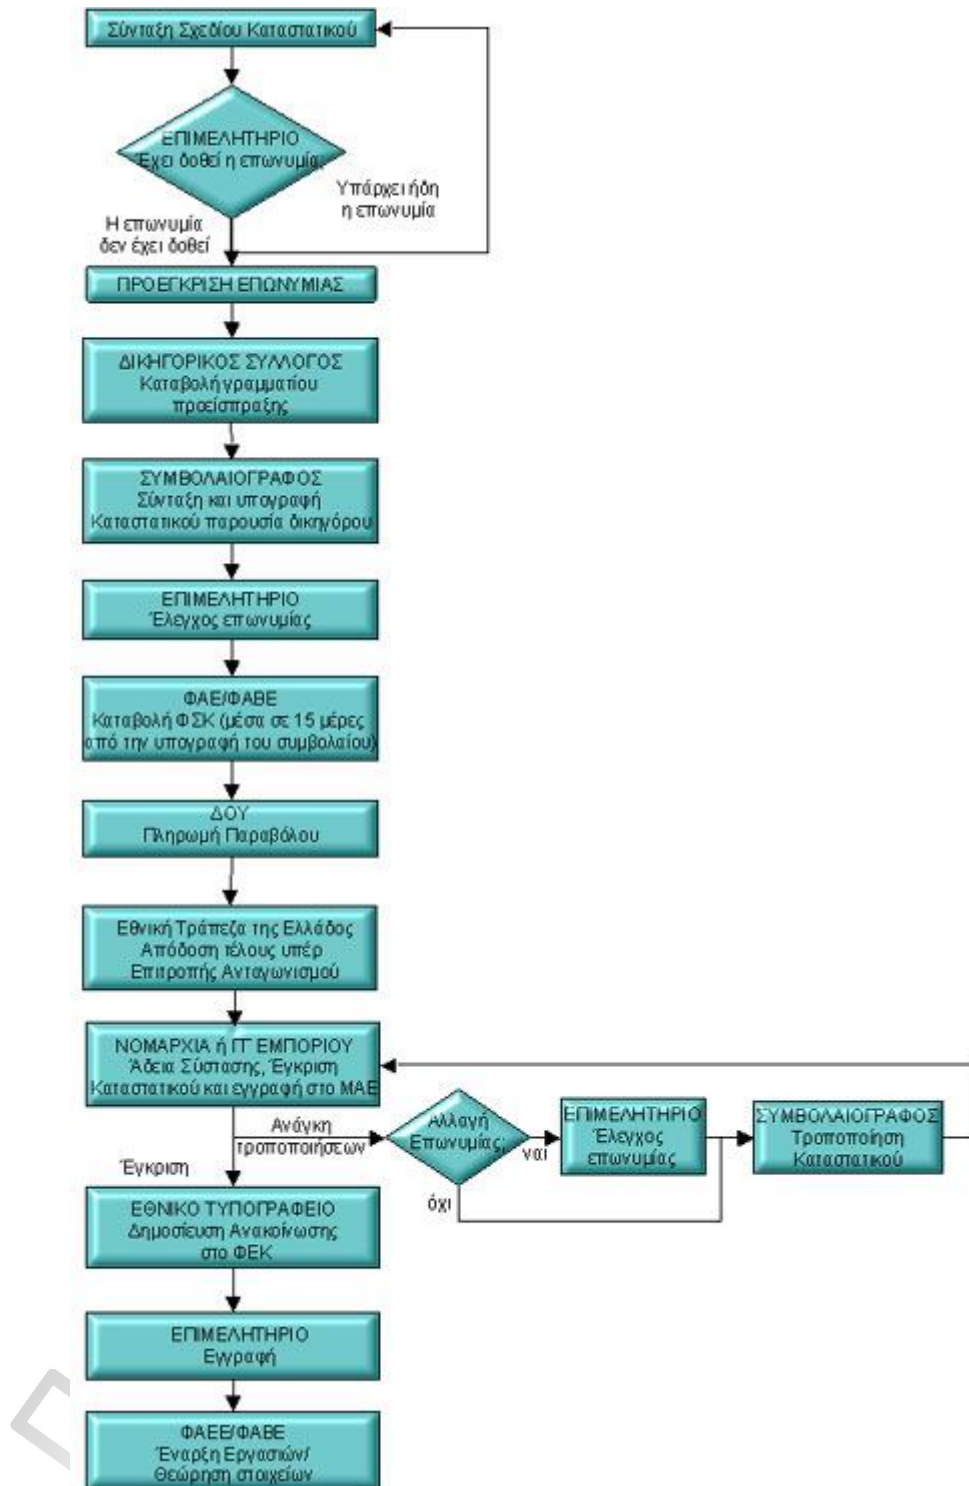 Σύνταξη Σχεδίου Καταστατικού
ΕΠΙΜΕΛΗΤΗΡΙΟ
Έχει δοθεί η επωνυμία;
Υπάρχει ήδη
η επωνυμία
Η επωνυμία
δεν έχει δοθεί
ΠΡΟΕΓΚΡΙΣΗ ΕΠΩΝΥΜΙΑΣ
ΔΙΚΗΓΟΡΙΚΟΣ ΣΥΛΛΟΓΟΣ
Καταβολή γραμματίου
προείσπραξης
ΣΥΜΒΟΛΑΙΟΓΡΑΦΟΣ
Σύνταξη και υπογραφή
Καταστατικού παρουσία δικηγόρου
ΕΠΙΜΕΛΗΤΗΡΙΟ
Έλεγχος επωνυμίας
ΦΑΕ/ΦΑΒΕ
Καταβολή ΦΣΚ (μέσα σε 15 μέρες
από την υπογραφή του συμβολαίου)
ΔΟΥ
Πληρωμή Παραβόλου
Εθνική Τράπεζα της Ελλάδος
Απόδοση τέλους υπέρ
Επιτροπής Ανταγωνισμού
ΝΟΜΑΡΧΙΑ ή ΓΓ ΕΜΠΟΡΙΟΥ
Άδεια Σύστασης, Έγκριση
Καταστατικού και εγγραφή στο ΜΑΕ
Ανάγκη
τροποποιήσεων
Αλλαγή
Επωνυμίας;
ναι
όχι
ΕΠΙΜΕΛΗΤΗΡΙΟ
Έλεγχος
επωνυμίας
ΣΥΜΒΟΛΑΙΟΓΡΑΦΟΣ
Τροποποίηση
Καταστατικού
Έγκριση
ΕΘΝΙΚΟ ΤΥΠΟΓΡΑΦΕΙΟ
Δημοσίευση Ανακοίνωσης
στο ΦΕΚ
ΕΠΙΜΕΛΗΤΗΡΙΟ
Εγγραφή
ΦΑΕΕ/ΦΑΒΕ
Έναρξη Εργασιών/
Θεώρηση στοιχείων